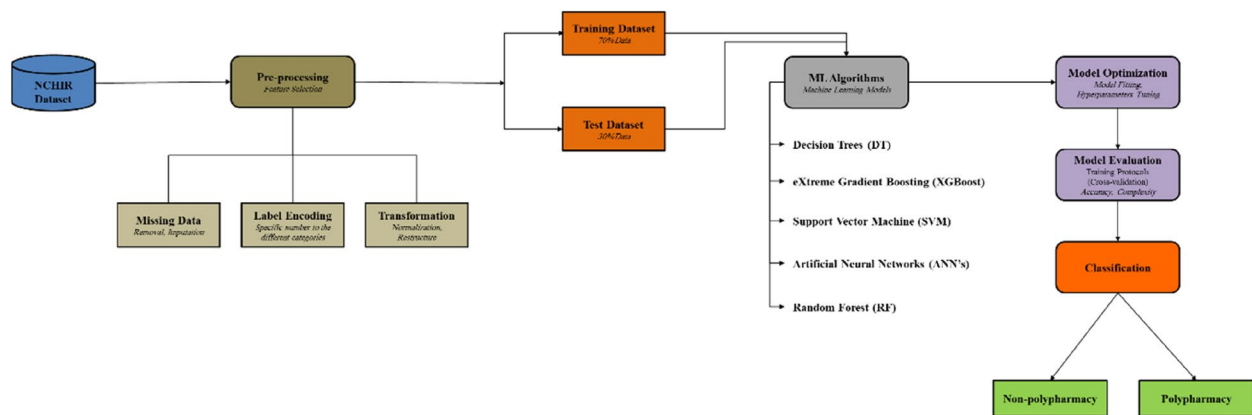 NCHIR
Dataset
Pre-processing
Feature Selection
Missing Data
Removal, Imputation
Label Encoding
Specific number to the
different categories
Transformation
Normalization,
Restructure
Training Dataset
70%Data
Test Dataset
30%Data
ML Algorithms
Machine Learning Models
Decision Trees (DT)
eXtreme Gradient Boosting (XGBoost)
Support Vector Machine (SVM)
Artificial Neural Networks (ANN's)
Random Forest (RF)
Model Optimization
Model Fitting,
Hyperparameters Tuning
Model Evaluation
Training Protocols
(Cross-validation)
Accuracy, Complexity
Classification
Non-polypharmacy
Polypharmacy